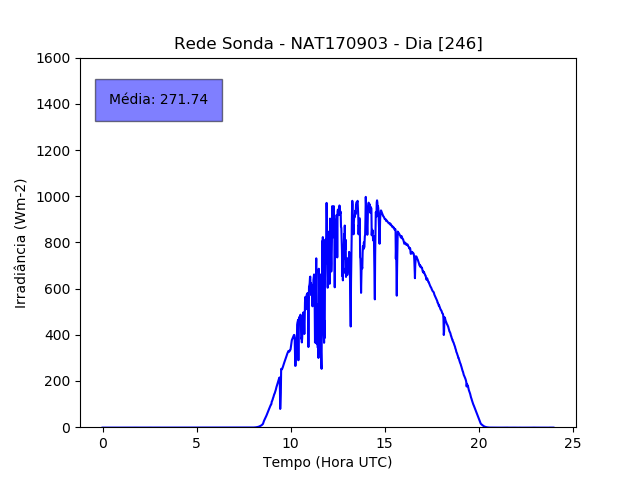 Rede Sonda - NAT170903 - Dia [246]
1600
1400
1200
1000
800
600
400
200
0
Média: 271.74
Irradiância (Wm-2)
0 5 10 15 20 25
Tempo (Hora UTC)